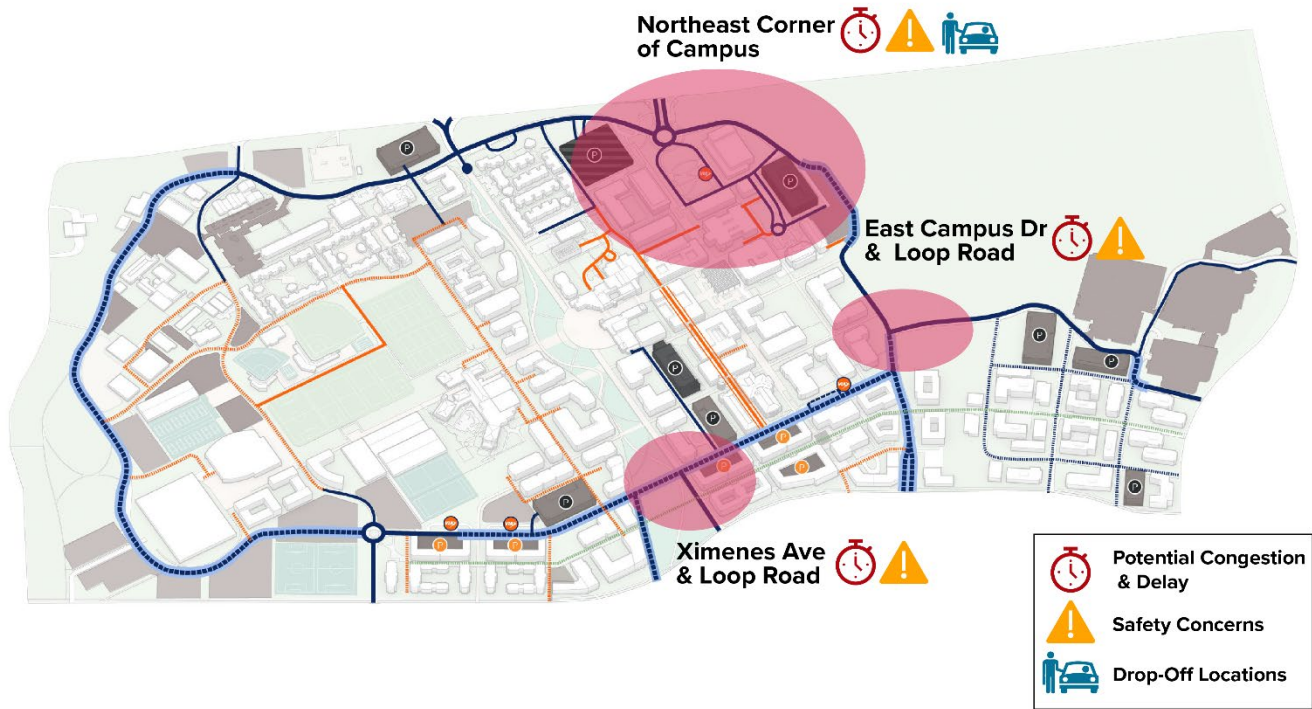 Northeast Corner
of Campus
East Campus Dr
& Loop Road
Ximenes Ave
& Loop Road
Potential Congestion
& Delay
Safety Concerns
Drop-Off Locations
P
P
P
P
P
P
P
P
P
P
P
P
P
P